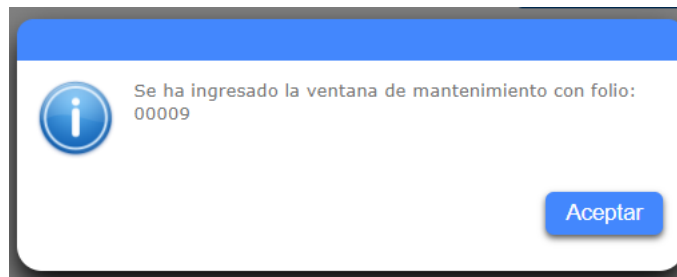 Se ha ingresado la ventana de mantenimiento con folio:
00009
Aceptar